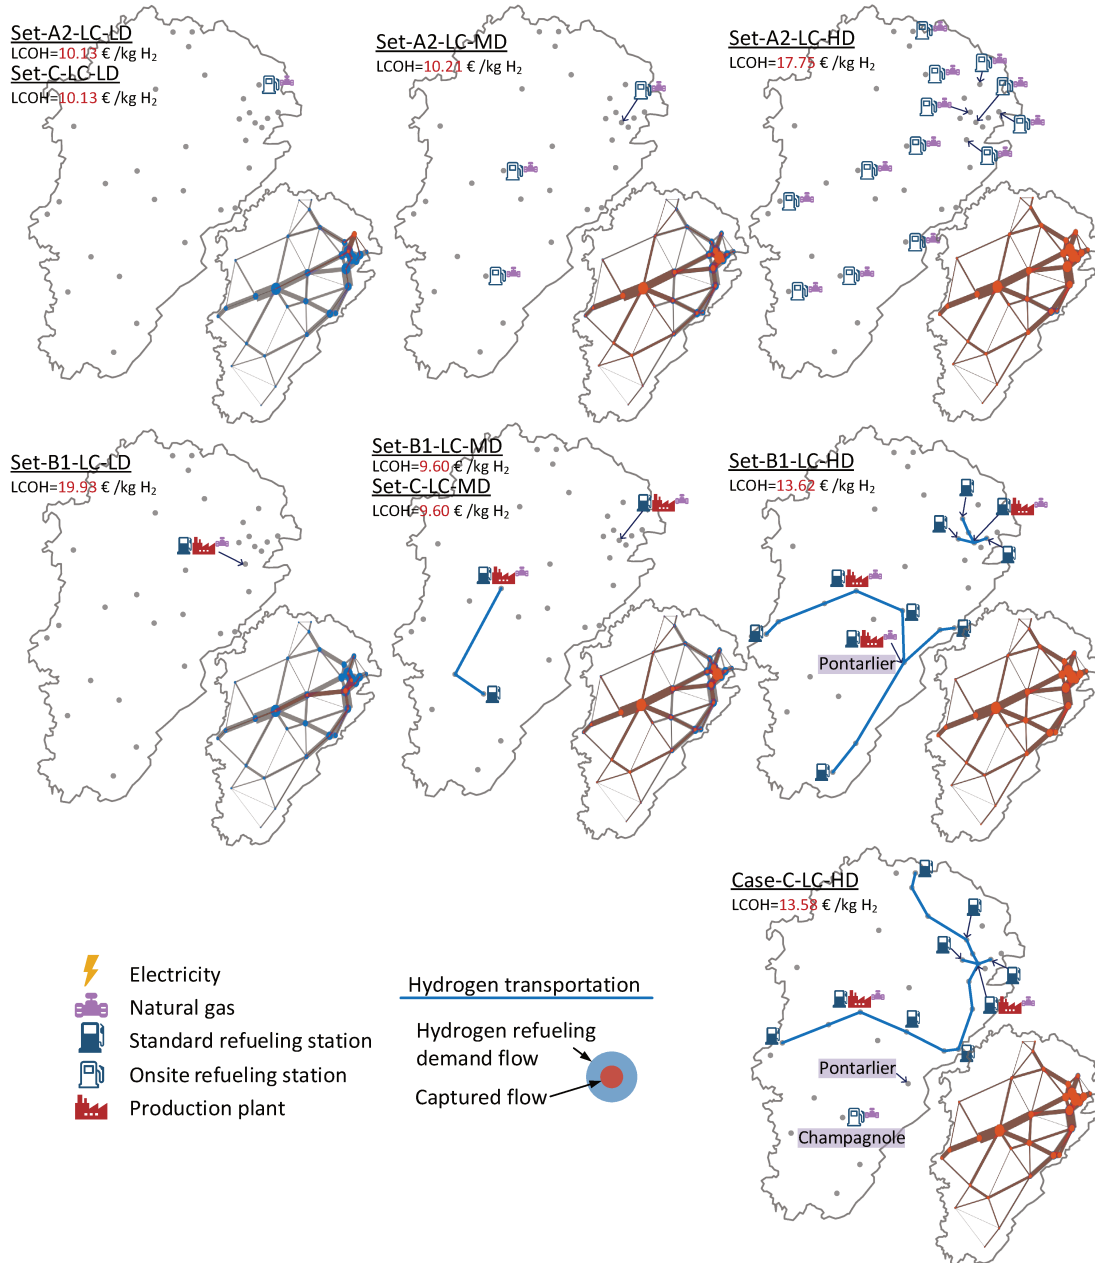 Set-A2-LC-LD
LCOH=10.13 € /kg H₂
Set-C-LC-LD
LCOH=10.13 € /kg H₂
Set-A2-LC-MD
LCOH=10.21 € /kg H₂
Set-A2-LC-HD
LCOH=17.75 € /kg H₂
Set-B1-LC-LD
LCOH=19.98 € /kg H₂
Set-B1-LC-MD
LCOH=9.60 € /kg H₂
Set-C-LC-MD
LCOH=9.60 € /kg H₂
Set-B1-LC-HD
LCOH=13.62 € /kg H₂
Pontarlier
Case-C-LC-HD
LCOH=13.58 € /kg H₂
Pontarlier
Champagnole
Electricity
Natural gas
Standard refueling station
Onsite refueling station
Production plant
Hydrogen transportation
Hydrogen refueling
demand flow
Captured flow